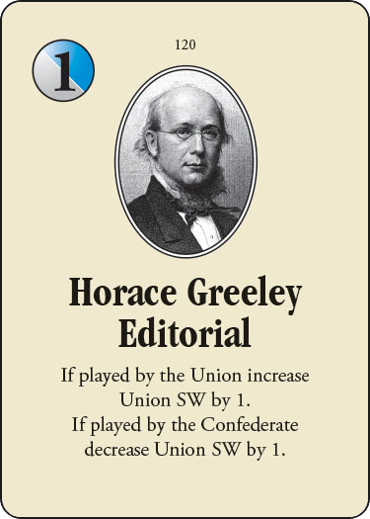 120
1
Horace Greeley
Editorial
If played by the Union increase
Union SW by 1.
If played by the Confederate
decrease Union SW by 1.